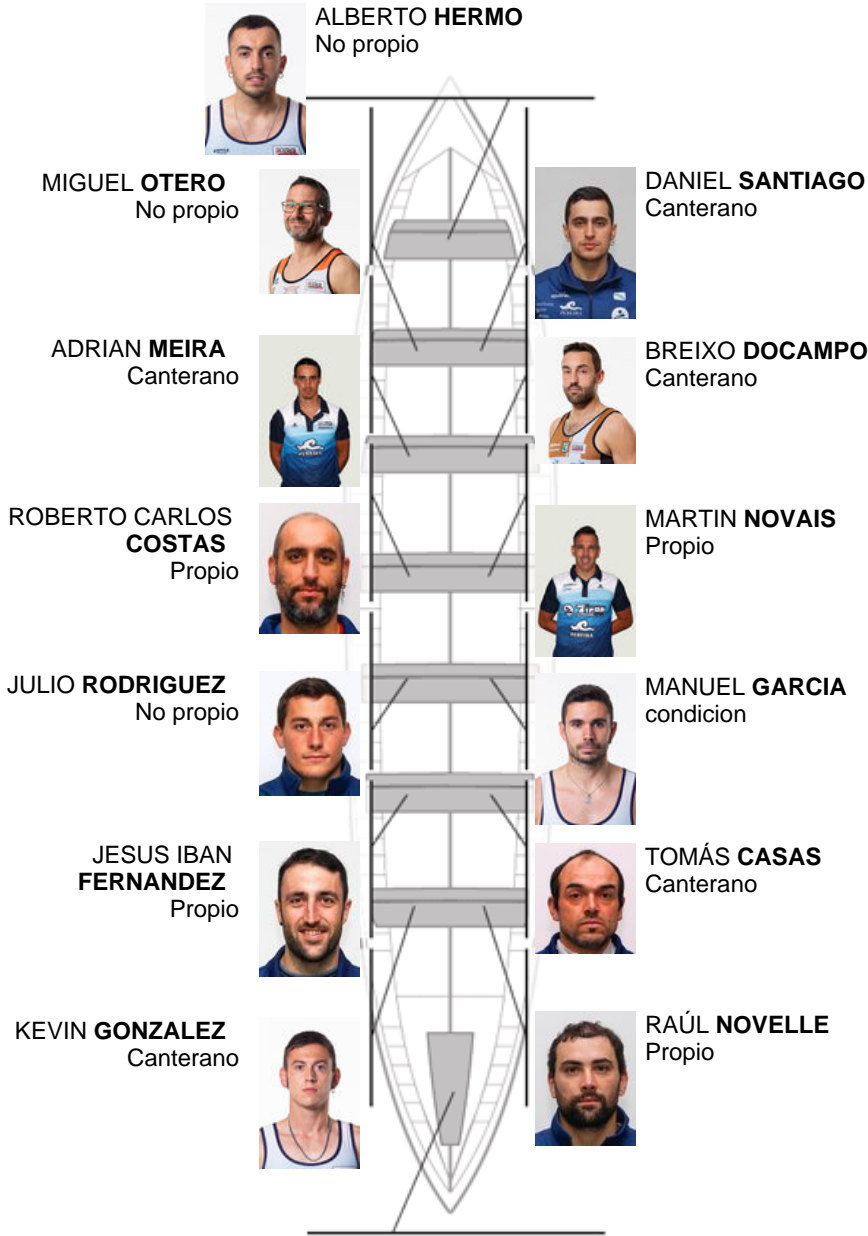 ALBERTO HERMO
No propio
MIGUEL OTERO
No propio
DANIEL SANTIAGO
Canterano
ADRIAN MEIRA
Canterano
BREIXO DOCAMPO
Canterano
ROBERTO CARLOS
COSTAS
Propio
MARTIN NOVAIS
Propio
JULIO RODRIGUEZ
No propio
MANUEL GARCIA
condicion
JESUS IBAN
FERNANDEZ
Propio
TOMÁS CASAS
Canterano
KEVIN GONZALEZ
Canterano
RAÚL NOVELLE
Propio